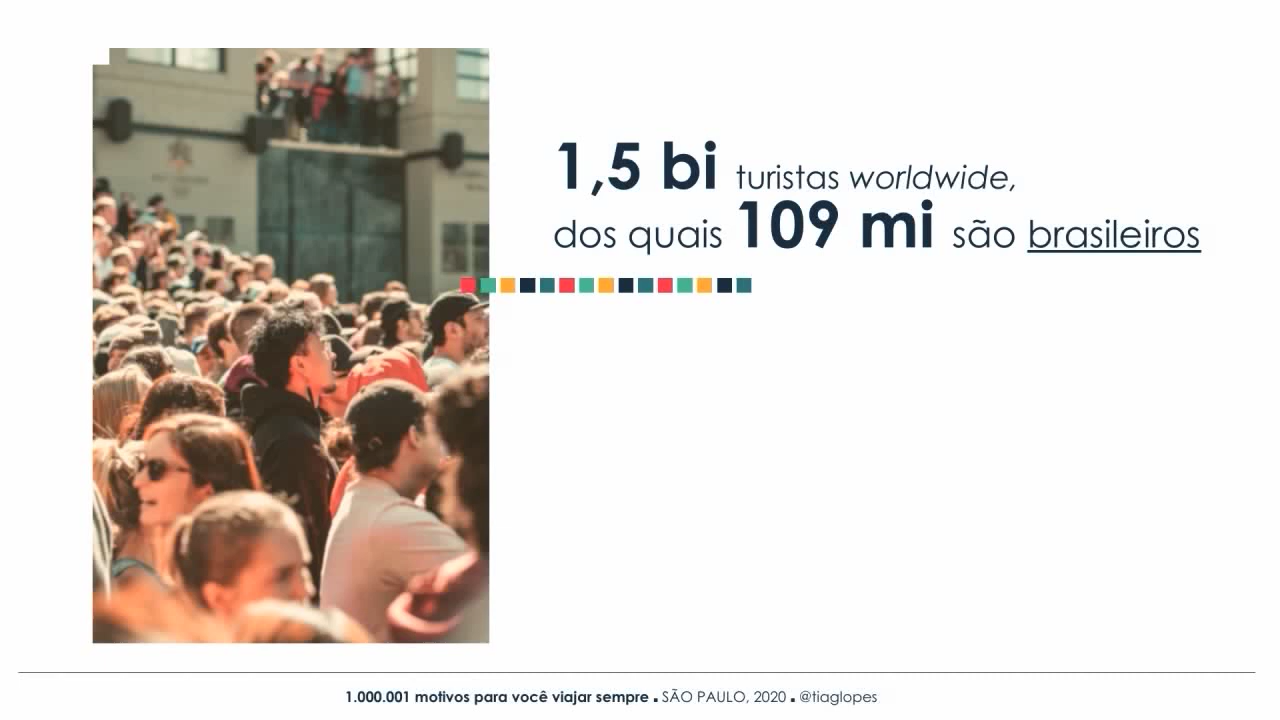 1,5 bi turistas worldwide,
dos quais 109 mi são brasileiros
1.000.001 motivos para você viajar sempre ▪ SÃO PAULO, 2020 ▪ @tiaglopes